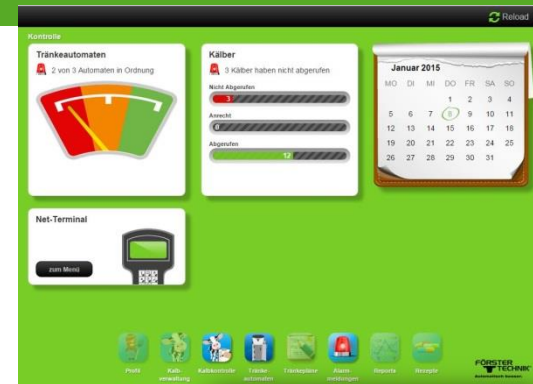 Reload
Kontrolle
Tränkeautomaten
2 von 3 Automaten in Ordnung
Kälber
3 Kälber haben nicht abgerufen
Nicht Abgerufen
3
Anrecht
0
Abgerufen
12
Januar 2015
MO DI MI DO FR SA SO
1 2 3 4
5 6 7 8 9 10 11
12 13 14 15 16 17 18
19 20 21 22 23 24 25
26 27 28 29 30 31
Net-Terminal
zum Menü
Profil
Kalb-
verwaltung
Kalbkontrolle
Tränke-
automaten
Tränkepläne
Alarm-
meldungen
Reports
Rezepte
FÖRSTER
TECHNIK